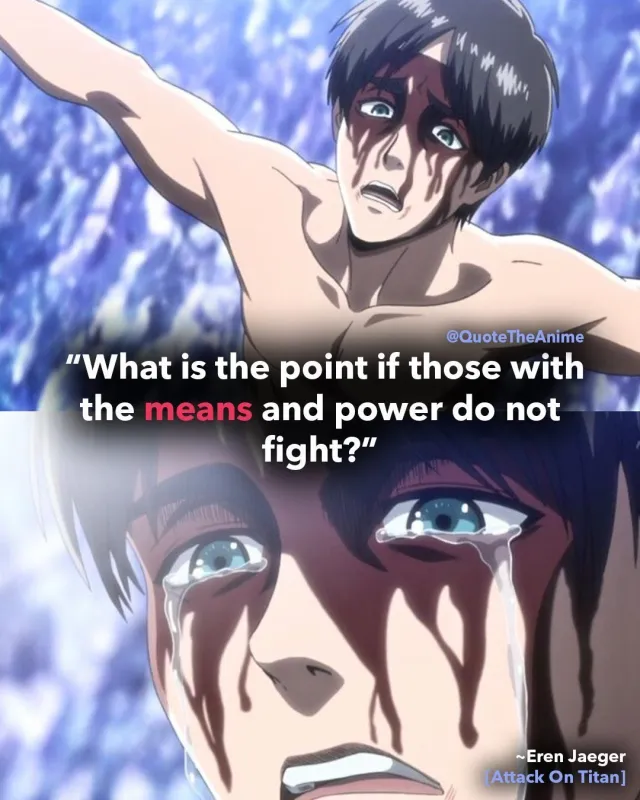 @QuoteTheAnime
“What is the point if those with
the means and power do not
fight?”
~Eren Jaeger
[Attack On Titan]